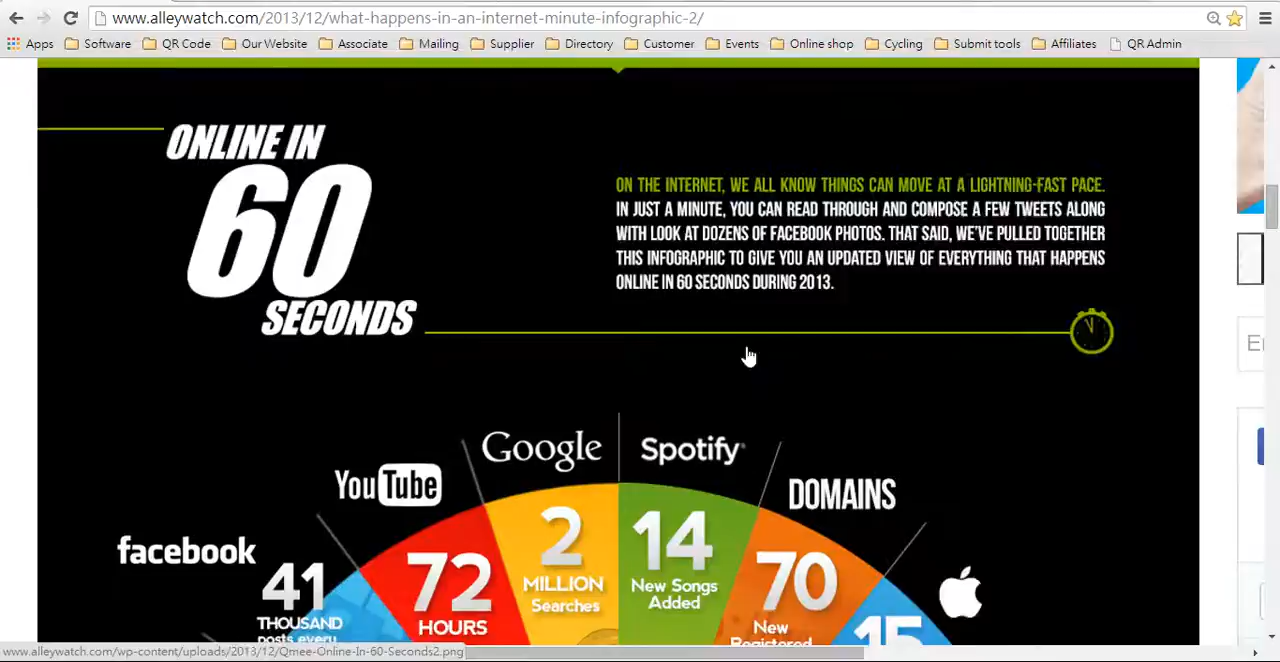 www.alleywatch.com/2013/12/what-happens-in-an-internet-minute-infographic-2/
Apps Software QR Code Our Website Associate Mailing Supplier Directory Customer Events Online shop Cycling Submit tools Affiliates QR Admin
ONLINE IN
60
SECONDS
ON THE INTERNET, WE ALL KNOW THINGS CAN MOVE AT A LIGHTNING-FAST PACE.
IN JUST A MINUTE, YOU CAN READ THROUGH AND COMPOSE A FEW TWEETS ALONG
WITH LOOK AT DOZENS OF FACEBOOK PHOTOS. THAT SAID, WE'VE PULLED TOGETHER
THIS INFOGRAPHIC TO GIVE YOU AN UPDATED VIEW OF EVERYTHING THAT HAPPENS
ONLINE IN 60 SECONDS DURING 2013.
facebook
41
THOUSAND
posts every
YouTube
72
HOURS
Google
2
MILLION
Searches
Spotify
14
New Songs
Added
DOMAINS
70
New
Registered
15
www.alleywatch.com/wp-content/uploads/2013/12/Qmee-Online-In-60-Seconds2.png